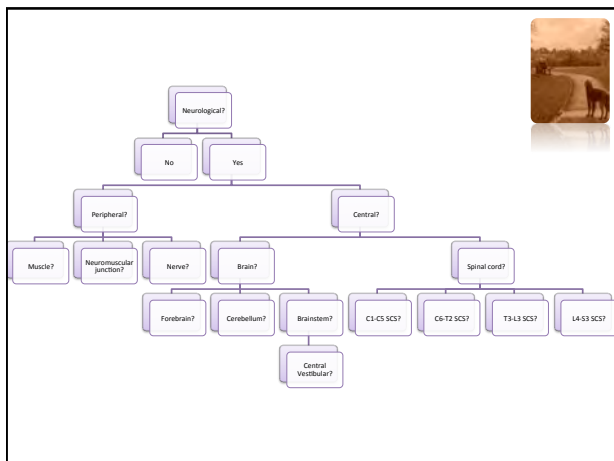 Neurological?
No
Yes
Peripheral?
Central?
Muscle?
Neuromuscular
junction?
Nerve?
Brain?
Spinal cord?
Forebrain?
Cerebellum?
Brainstem?
C1-C5 SCS?
C6-T2 SCS?
T3-L3 SCS?
L4-S3 SCS?
Central
Vestibular?